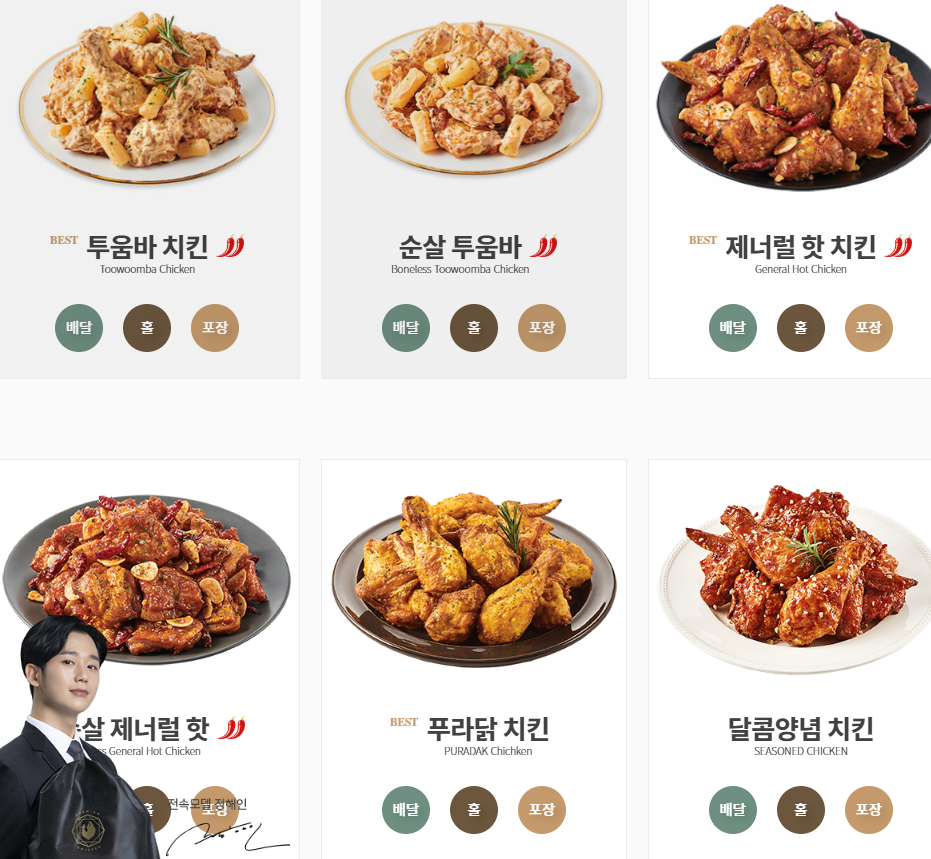 BEST 투움바 치킨
Toowoomba Chicken
배달 홀 포장
순살 투움바
Boneless Toowoomba Chicken
배달 홀 포장
BEST 제너럴 핫 치킨
General Hot Chicken
배달 홀 포장
살 제너럴 핫
ss General Hot Chicken
홀 포장
전속모델 정해인
BEST 푸라닭 치킨
PURADAK Chichken
배달 홀 포장
달콤양념 치킨
SEASONED CHICKEN
배달 홀 포장